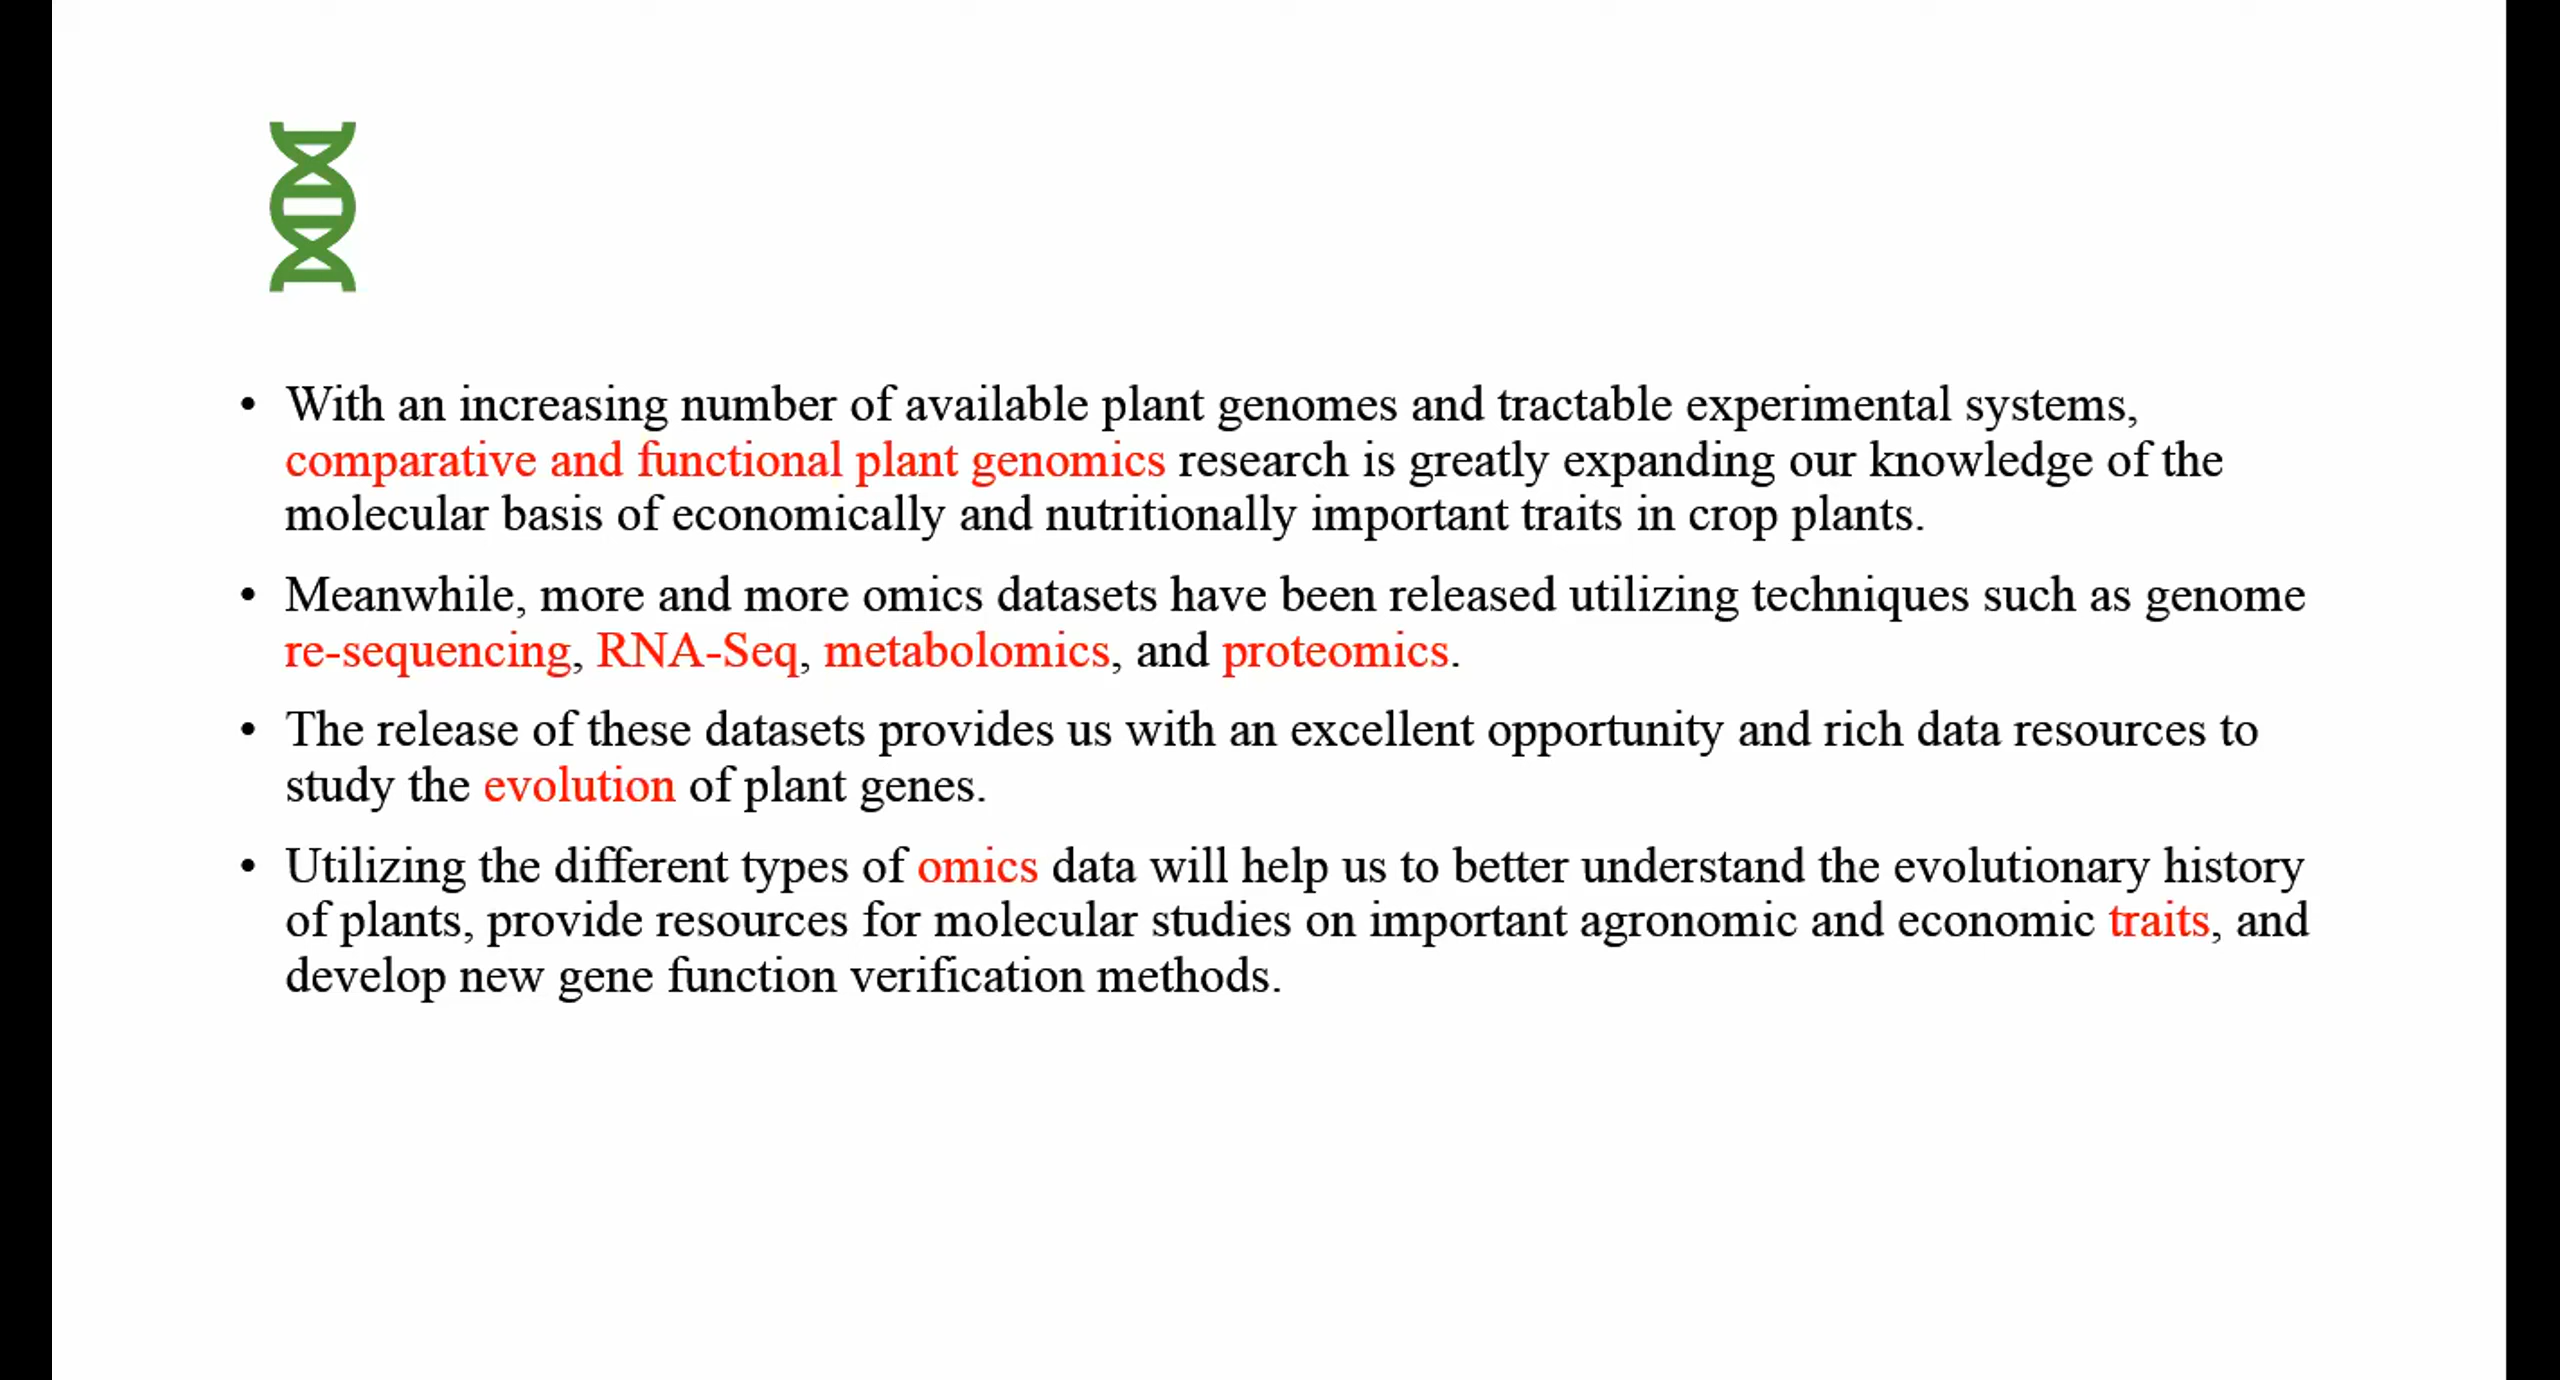 • With an increasing number of available plant genomes and tractable experimental systems,
comparative and functional plant genomics research is greatly expanding our knowledge of the
molecular basis of economically and nutritionally important traits in crop plants.
• Meanwhile, more and more omics datasets have been released utilizing techniques such as genome
re-sequencing, RNA-Seq, metabolomics, and proteomics.
• The release of these datasets provides us with an excellent opportunity and rich data resources to
study the evolution of plant genes.
• Utilizing the different types of omics data will help us to better understand the evolutionary history
of plants, provide resources for molecular studies on important agronomic and economic traits, and
develop new gene function verification methods.